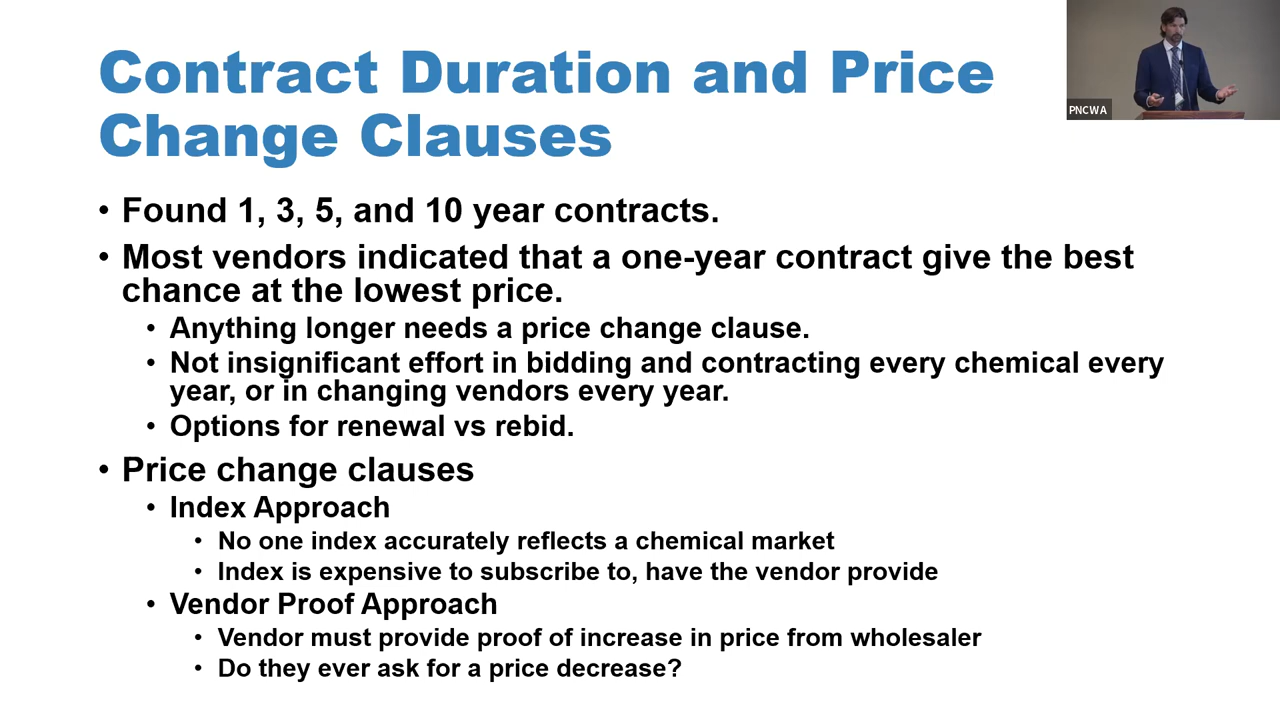 Contract Duration and Price
Change Clauses
PNCWA
• Found 1, 3, 5, and 10 year contracts.
• Most vendors indicated that a one-year contract give the best
chance at the lowest price.
• Anything longer needs a price change clause.
• Not insignificant effort in bidding and contracting every chemical every
year, or in changing vendors every year.
• Options for renewal vs rebid.
• Price change clauses
• Index Approach
• No one index accurately reflects a chemical market
• Index is expensive to subscribe to, have the vendor provide
• Vendor Proof Approach
• Vendor must provide proof of increase in price from wholesaler
• Do they ever ask for a price decrease?